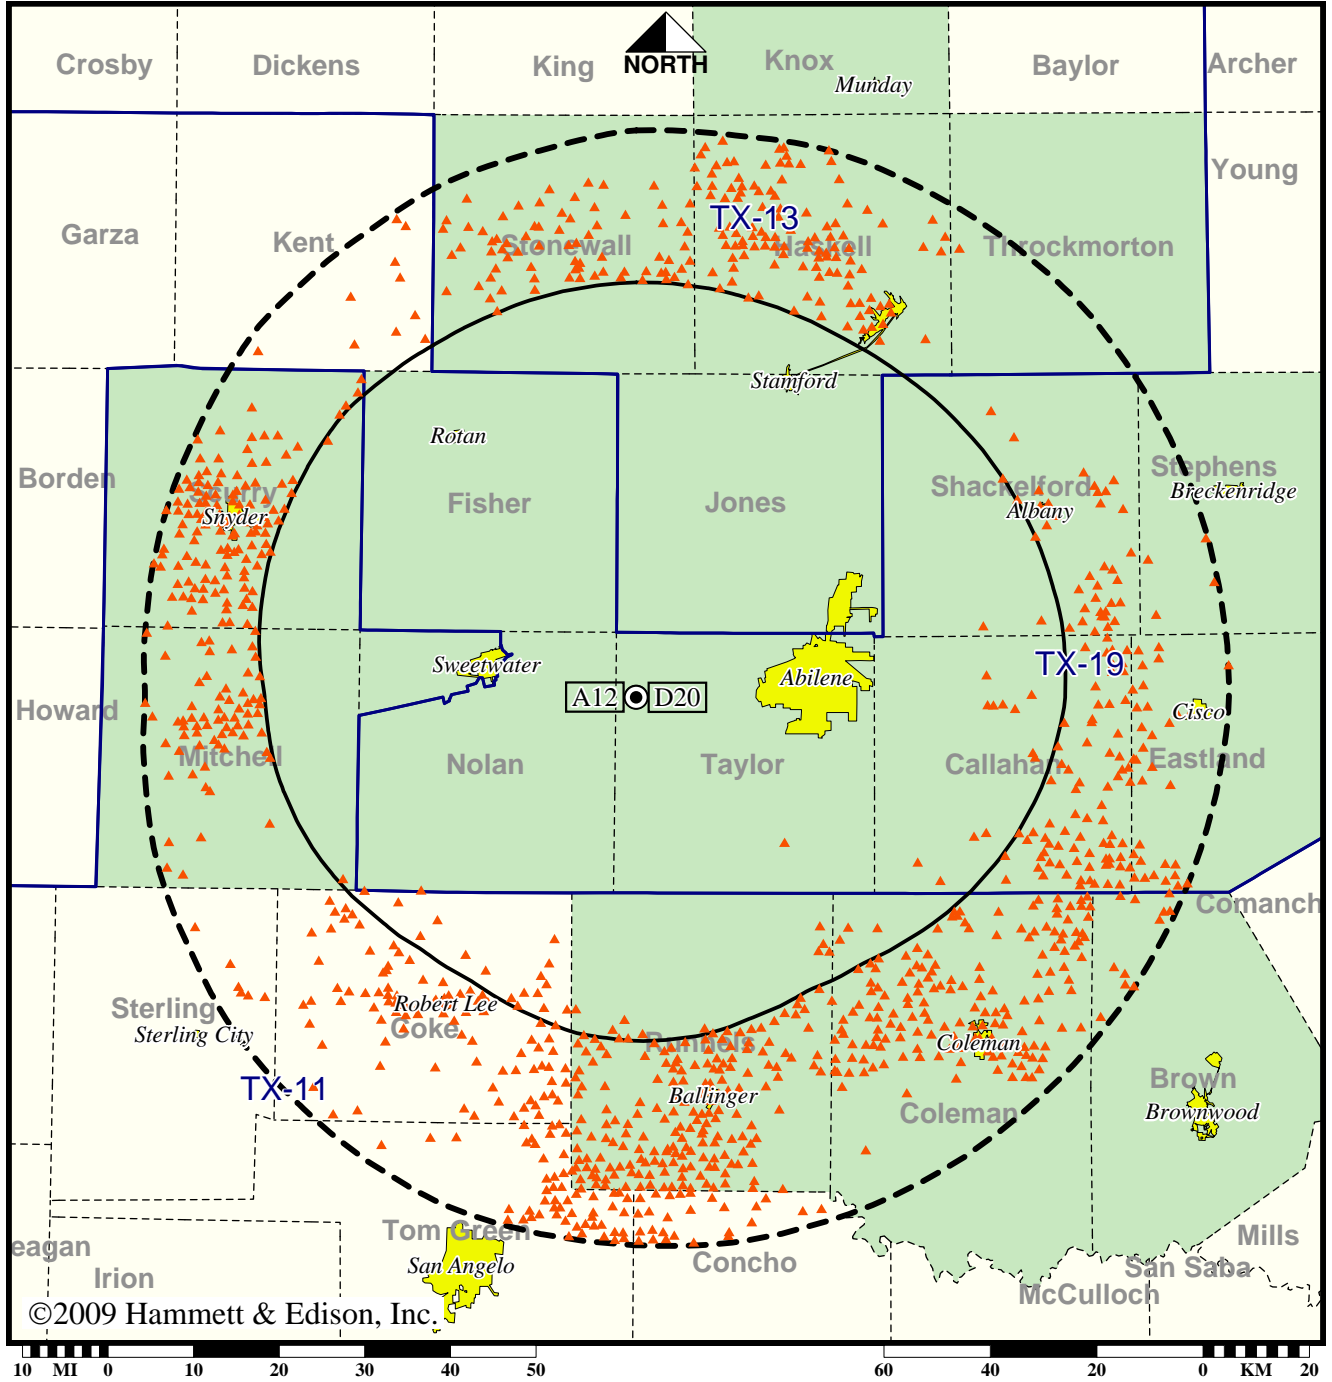 NORTH
Crosby
Dickens
King
Knox
Baylor
Archer
Munday
Young
Garza
Kent
Stonewall
TX-13
Haskell
Throckmorton
Stamford
Rotan
Borden
Scurry
Snyder
Fisher
Jones
Shackelford
Albany
Stephens
Breckenridge
Sweetwater
Abilene
TX-19
A12
D20
Howard
Mitchell
Nolan
Taylor
Callahan
Cisco
Eastland
Comanch
Sterling
Sterling City
Robert Lee
Coke
Runnels
Coleman
TX-11
Ballinger
Coleman
Brown
Brownwood
Tom Green
San Angelo
Concho
eagan
Irion
Mills
San Saba
McCulloch
©2009 Hammett & Edison, Inc.
10 MI 0 10 20 30 40 50 60 40 20 0 KM 20